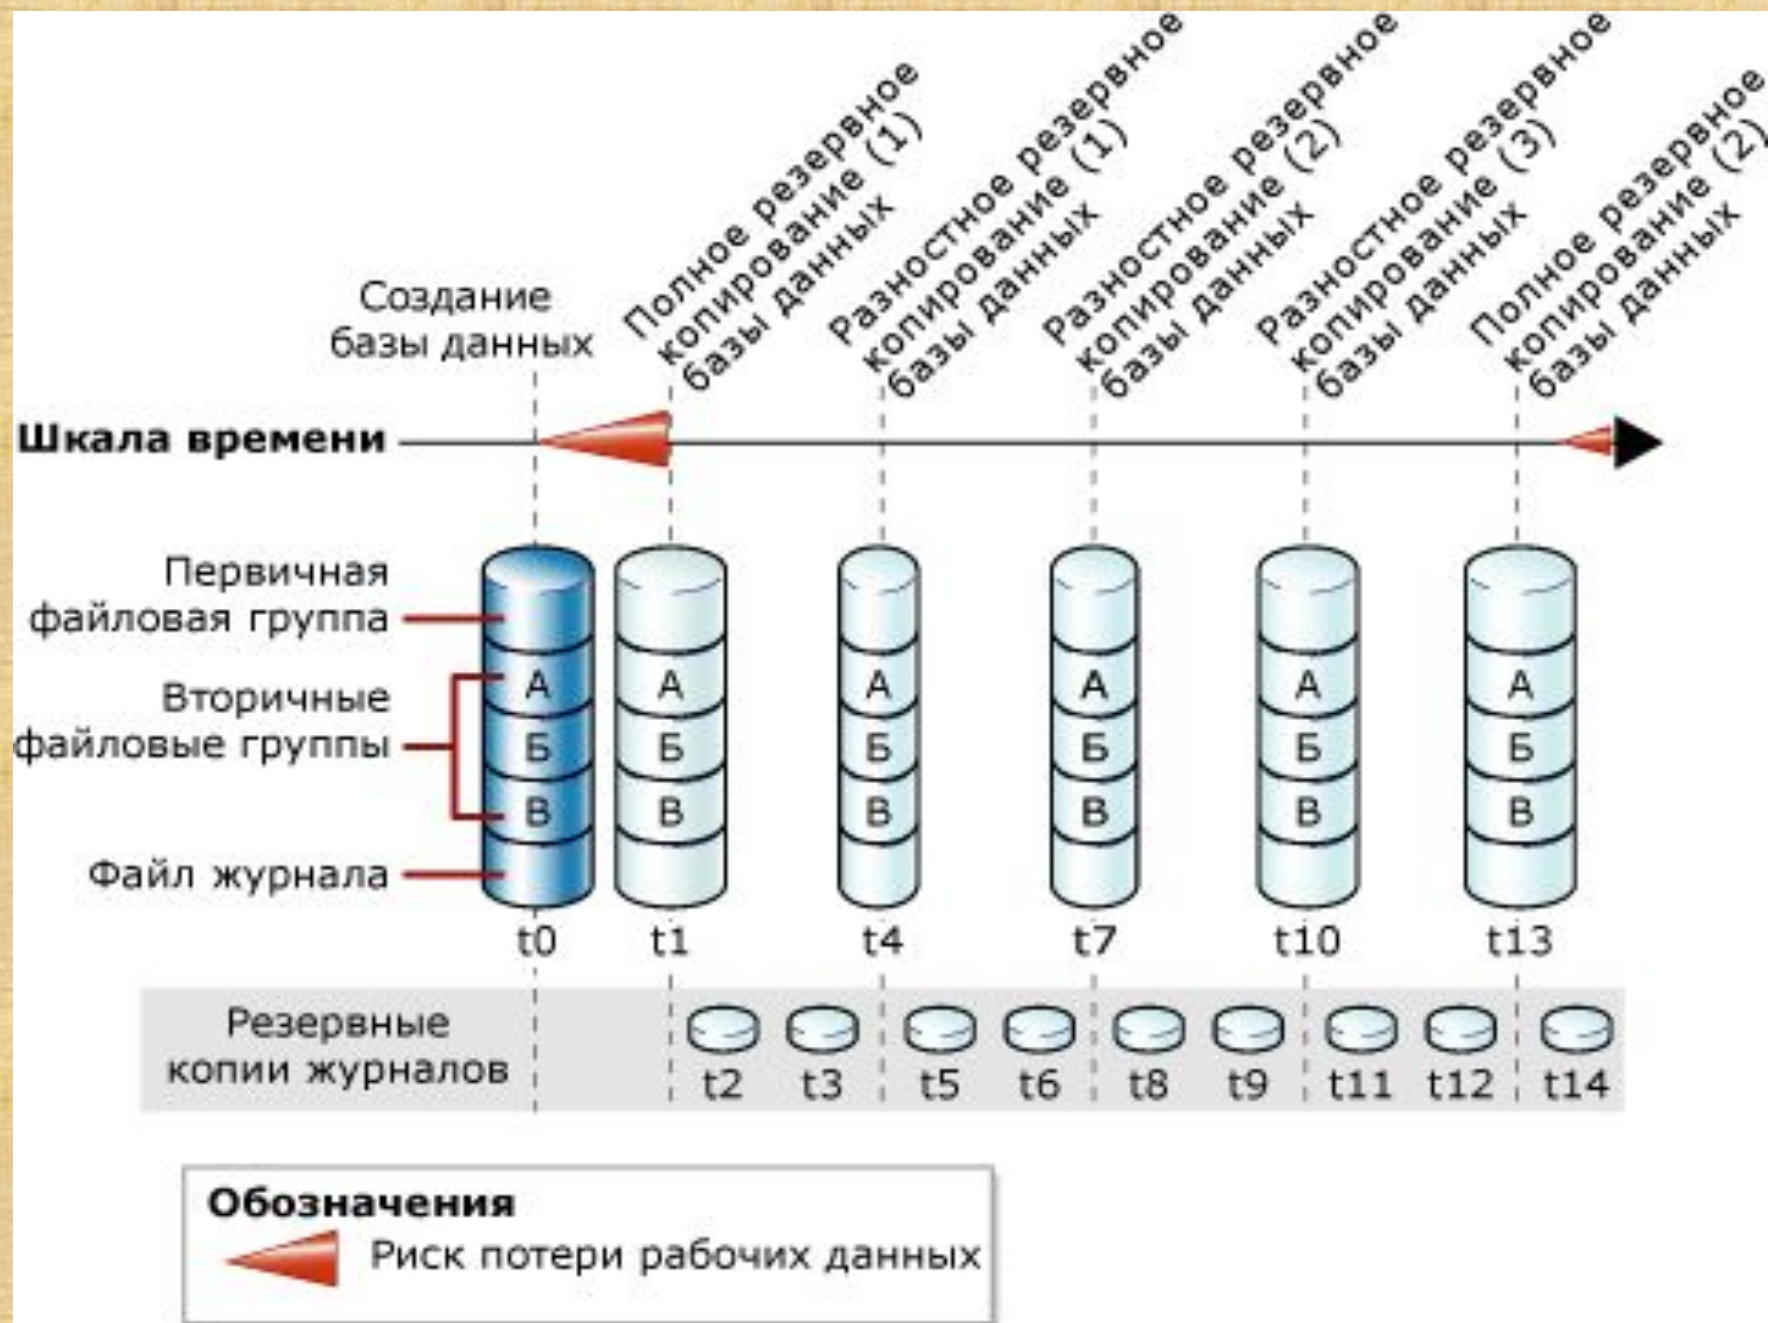 Полное резервное
копирование (1)
базы данных
Разностное резервное
копирование (1)
базы данных
Разностное резервное
копирование (2)
базы данных
Разностное резервное
копирование (3)
базы данных
Полное резервное
копирование (2)
базы данных
Создание
базы данных
Шкала времени
Первичная
файловая группа
Вторичные
файловые группы
Файл журнала
А А А А А А
Б Б Б Б Б Б
В В В В В В
t0 t1 t4 t7 t10 t13
Резервные
копии журналов
t2 t3 t5 t6 t8 t9 t11 t12 t14
Обозначения
Риск потери рабочих данных